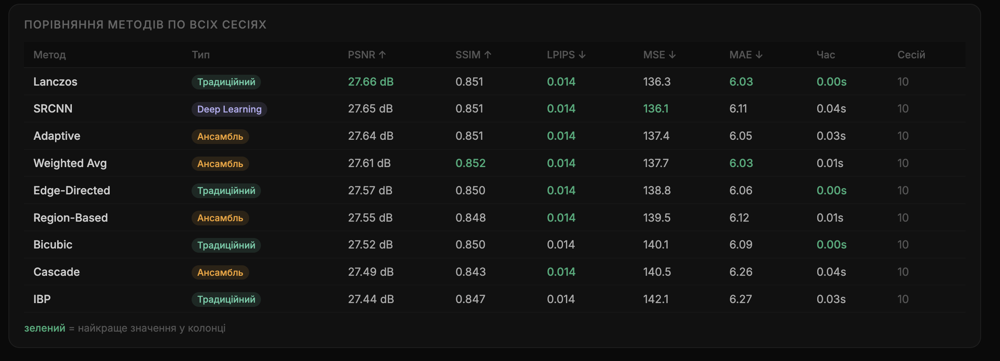 ПОРІВНЯННЯ МЕТОДІВ ПО ВСІХ СЕСІЯХ
Метод Тип PSNR ↑ SSIM ↑ LPIPS ↓ MSE ↓ MAE ↓ Час Сесій
Lanczos Традиційний 27.66 dB 0.851 0.014 136.3 6.03 0.00s 10
SRCNN Deep Learning 27.65 dB 0.851 0.014 136.1 6.11 0.04s 10
Adaptive Ансамбль 27.64 dB 0.851 0.014 137.4 6.05 0.03s 10
Weighted Avg Ансамбль 27.61 dB 0.852 0.014 137.7 6.03 0.01s 10
Edge-Directed Традиційний 27.57 dB 0.850 0.014 138.8 6.06 0.00s 10
Region-Based Ансамбль 27.55 dB 0.848 0.014 139.5 6.12 0.01s 10
Bicubic Традиційний 27.52 dB 0.850 0.014 140.1 6.09 0.00s 10
Cascade Ансамбль 27.49 dB 0.843 0.014 140.5 6.26 0.04s 10
IBP Традиційний 27.44 dB 0.847 0.014 142.1 6.27 0.03s 10
зелений = найкраще значення у колонці